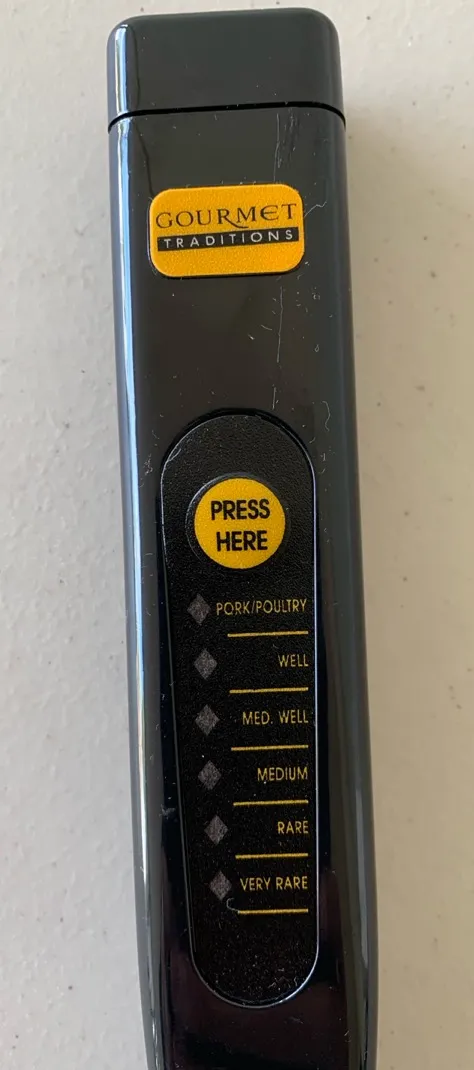 GOURMET
TRADITIONS
PRESS
HERE
PORK/POULTRY
WELL
MED. WELL
MEDIUM
RARE
VERY RARE